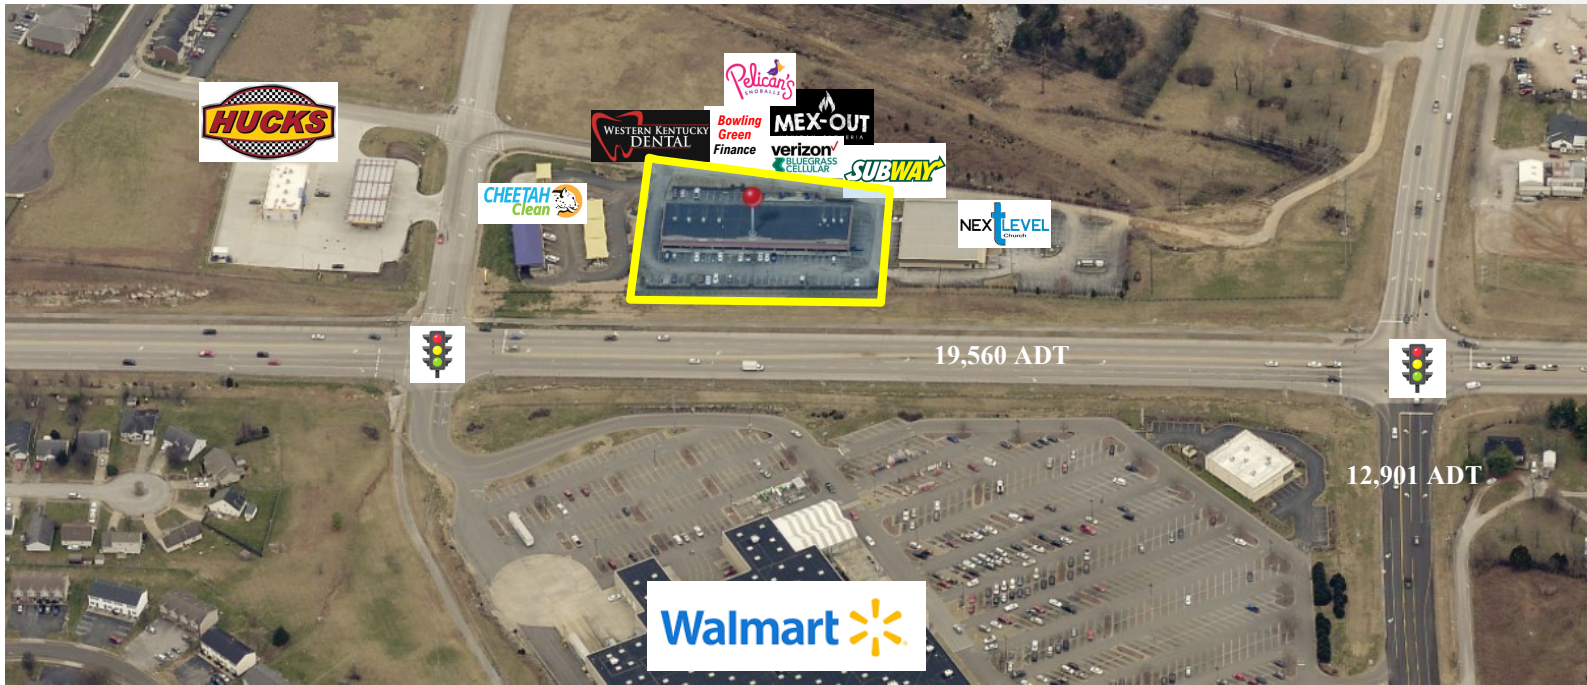 Pelican's
SNOBALLS
HUCKS
WESTERN KENTUCKY
DENTAL
Bowling
Green
Finance
MEX-OUT
verizon
BLUEGRASS
CELLULAR
SUBWAY
CHEETAH
Clean
NEXT LEVEL
Church
19,560 ADT
12,901 ADT
Walmart